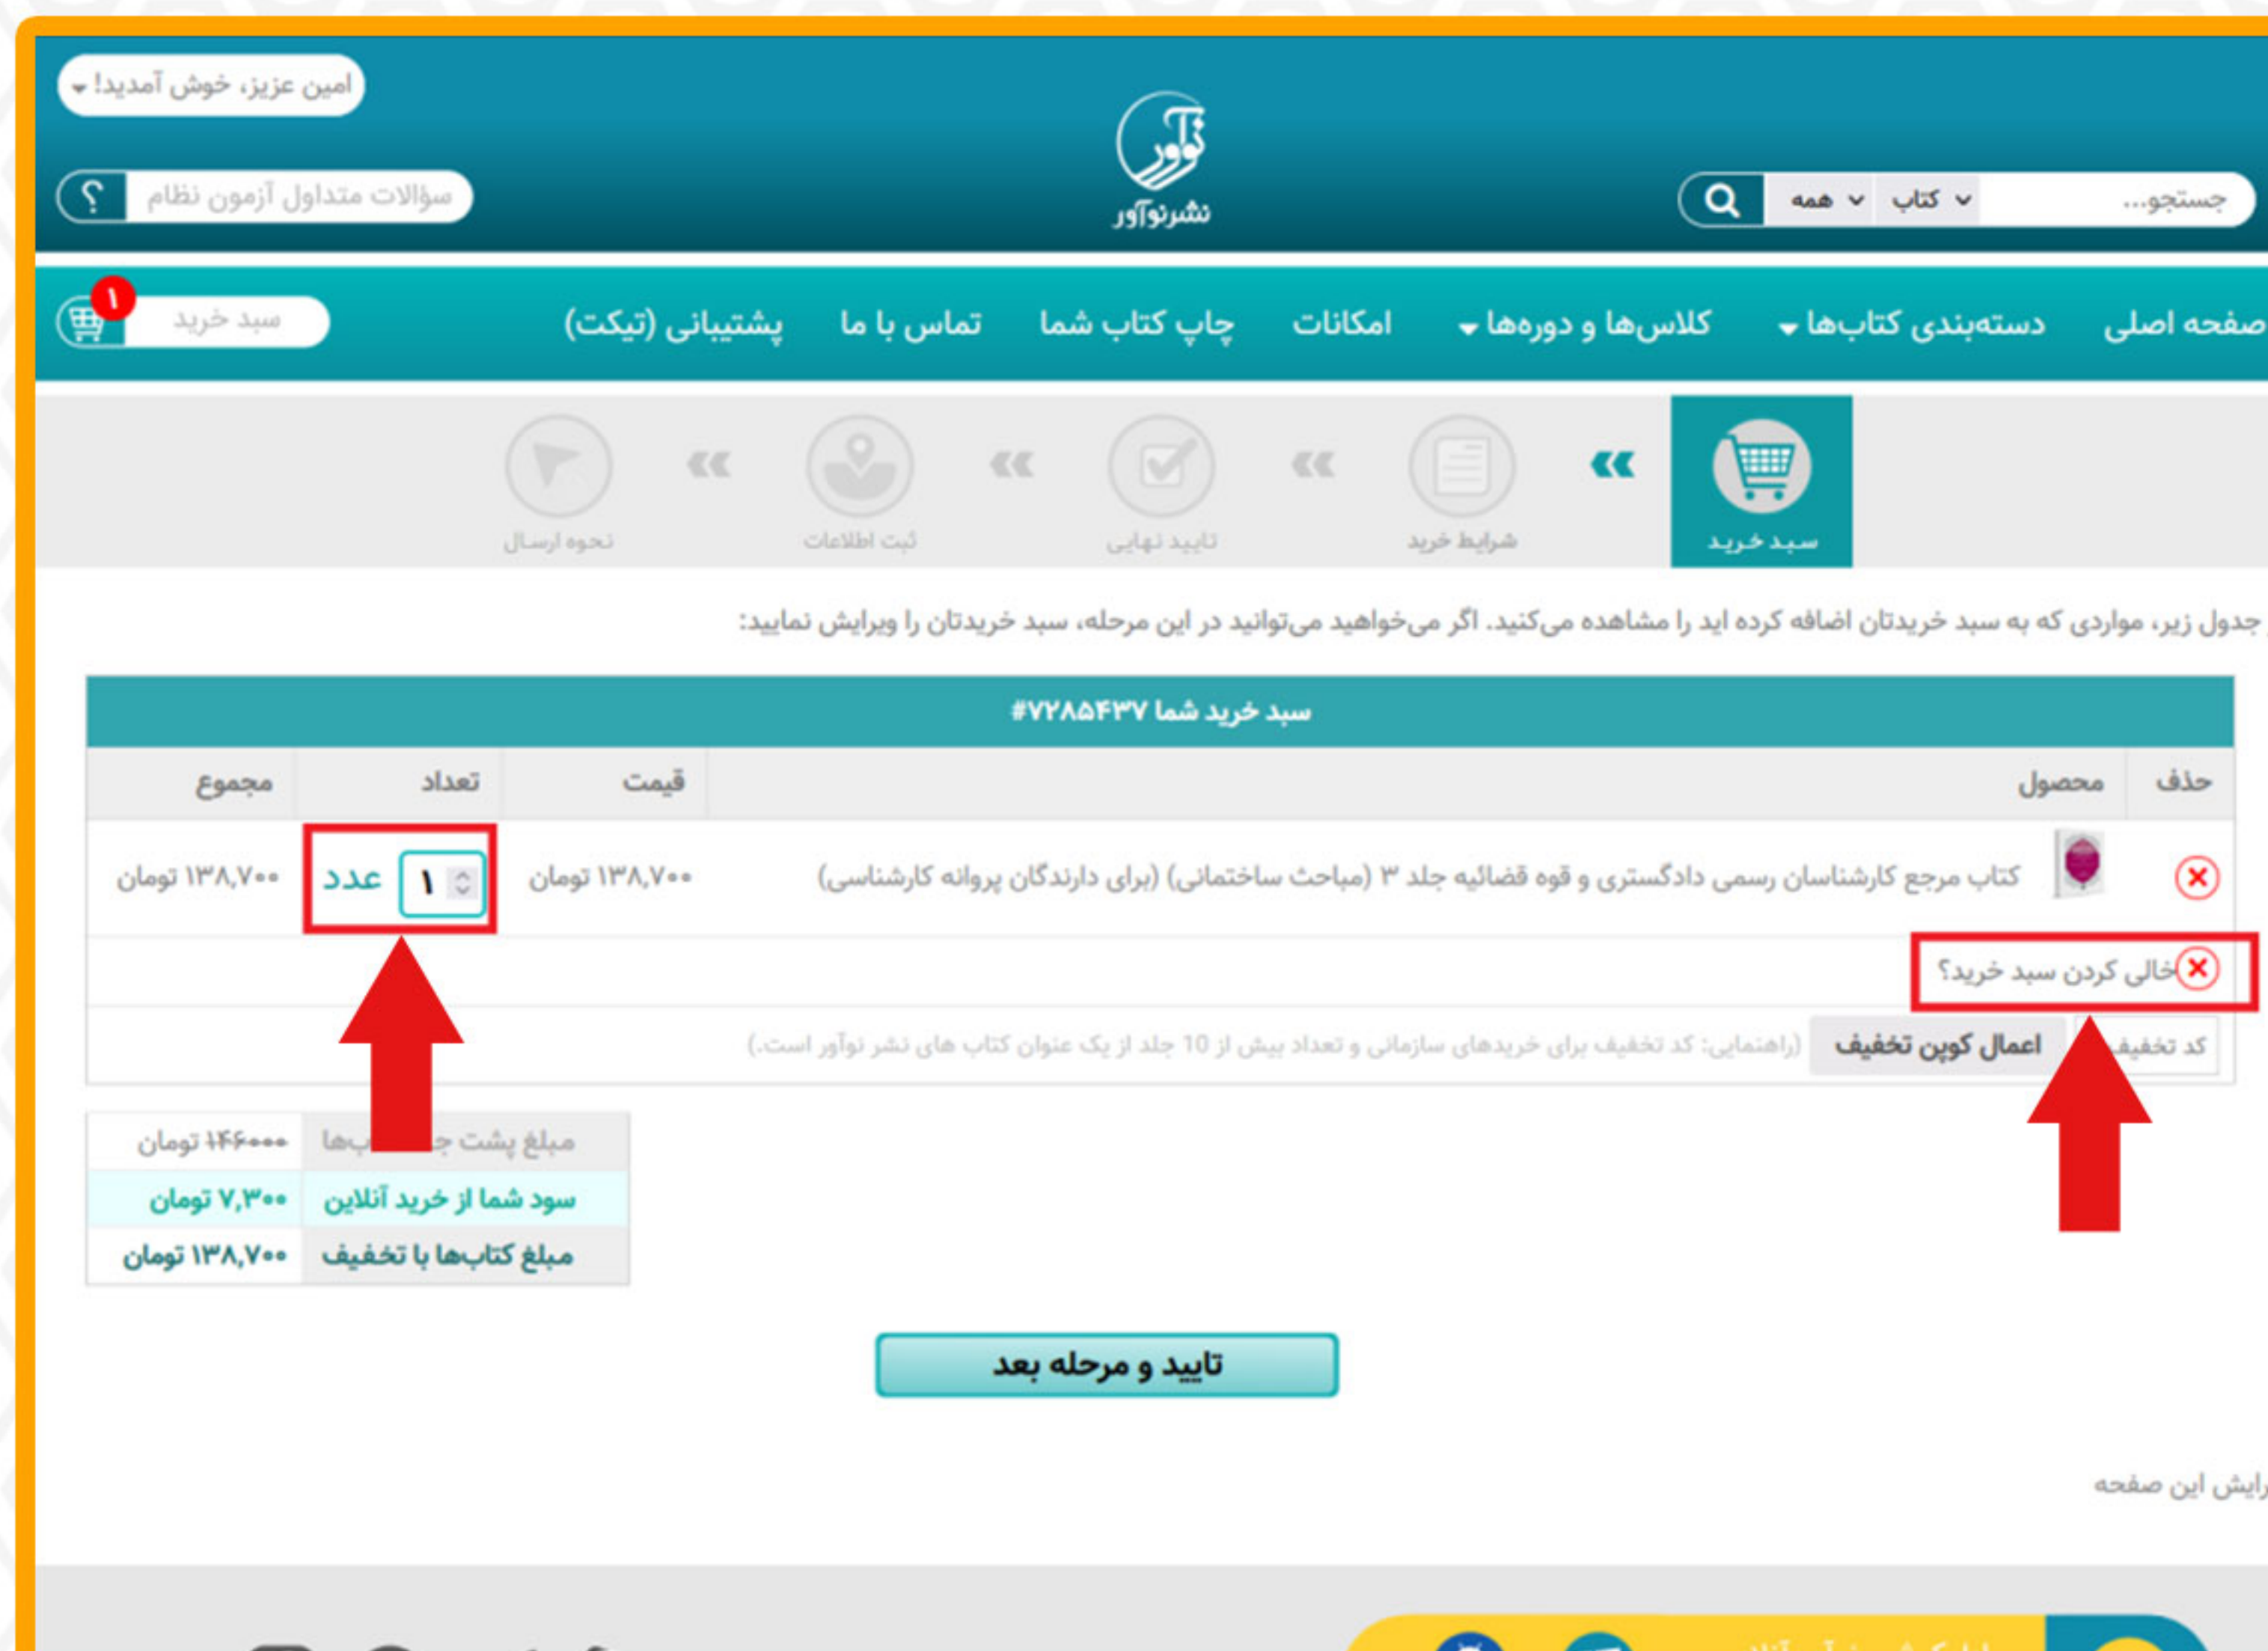 امین عزیز، خوش آمدید!
نشرنوآور
جستجو...
کتاب
همه
سؤالات متداول آزمون نظام ؟
صفحه اصلی دسته‌بندی کتاب‌ها کلاس‌ها و دوره‌ها امکانات چاپ کتاب شما تماس با ما پشتیبانی (تیکت)
سبد خرید ۱
سبد خرید شرایط خرید تایید نهایی ثبت اطلاعات نحوه ارسال
جدول زیر، مواردی که به سبد خریدتان اضافه کرده اید را مشاهده می‌کنید. اگر می‌خواهید می‌توانید در این مرحله، سبد خریدتان را ویرایش نمایید:
سبد خرید شما ۷۲۸۵۴۳۷#
حذف محصول قیمت تعداد مجموع
کتاب مرجع کارشناسان رسمی دادگستری و قوه قضائیه جلد ۳ (مباحث ساختمانی) (برای دارندگان پروانه کارشناسی) ۱۳۸,۷۰۰ تومان ۱ عدد ۱۳۸,۷۰۰ تومان
خالی کردن سبد خرید؟
کد تخفیف اعمال کوپن تخفیف (راهنمایی: کد تخفیف برای خریدهای سازمانی و تعداد بیش از 10 جلد از یک عنوان کتاب های نشر نوآور است.)
مبلغ پشت ۱۴۶۰۰۰ تومان
سود شما از خرید آنلاین ۷,۳۰۰ تومان
مبلغ کتاب‌ها با تخفیف ۱۳۸,۷۰۰ تومان
تایید و مرحله بعد
این صفحه